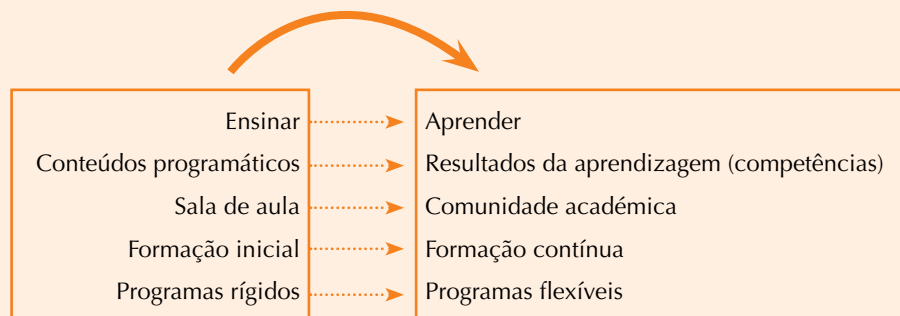 Ensinar Aprender
Conteúdos programáticos Resultados da aprendizagem (competências)
Sala de aula Comunidade académica
Formação inicial Formação contínua
Programas rígidos Programas flexíveis